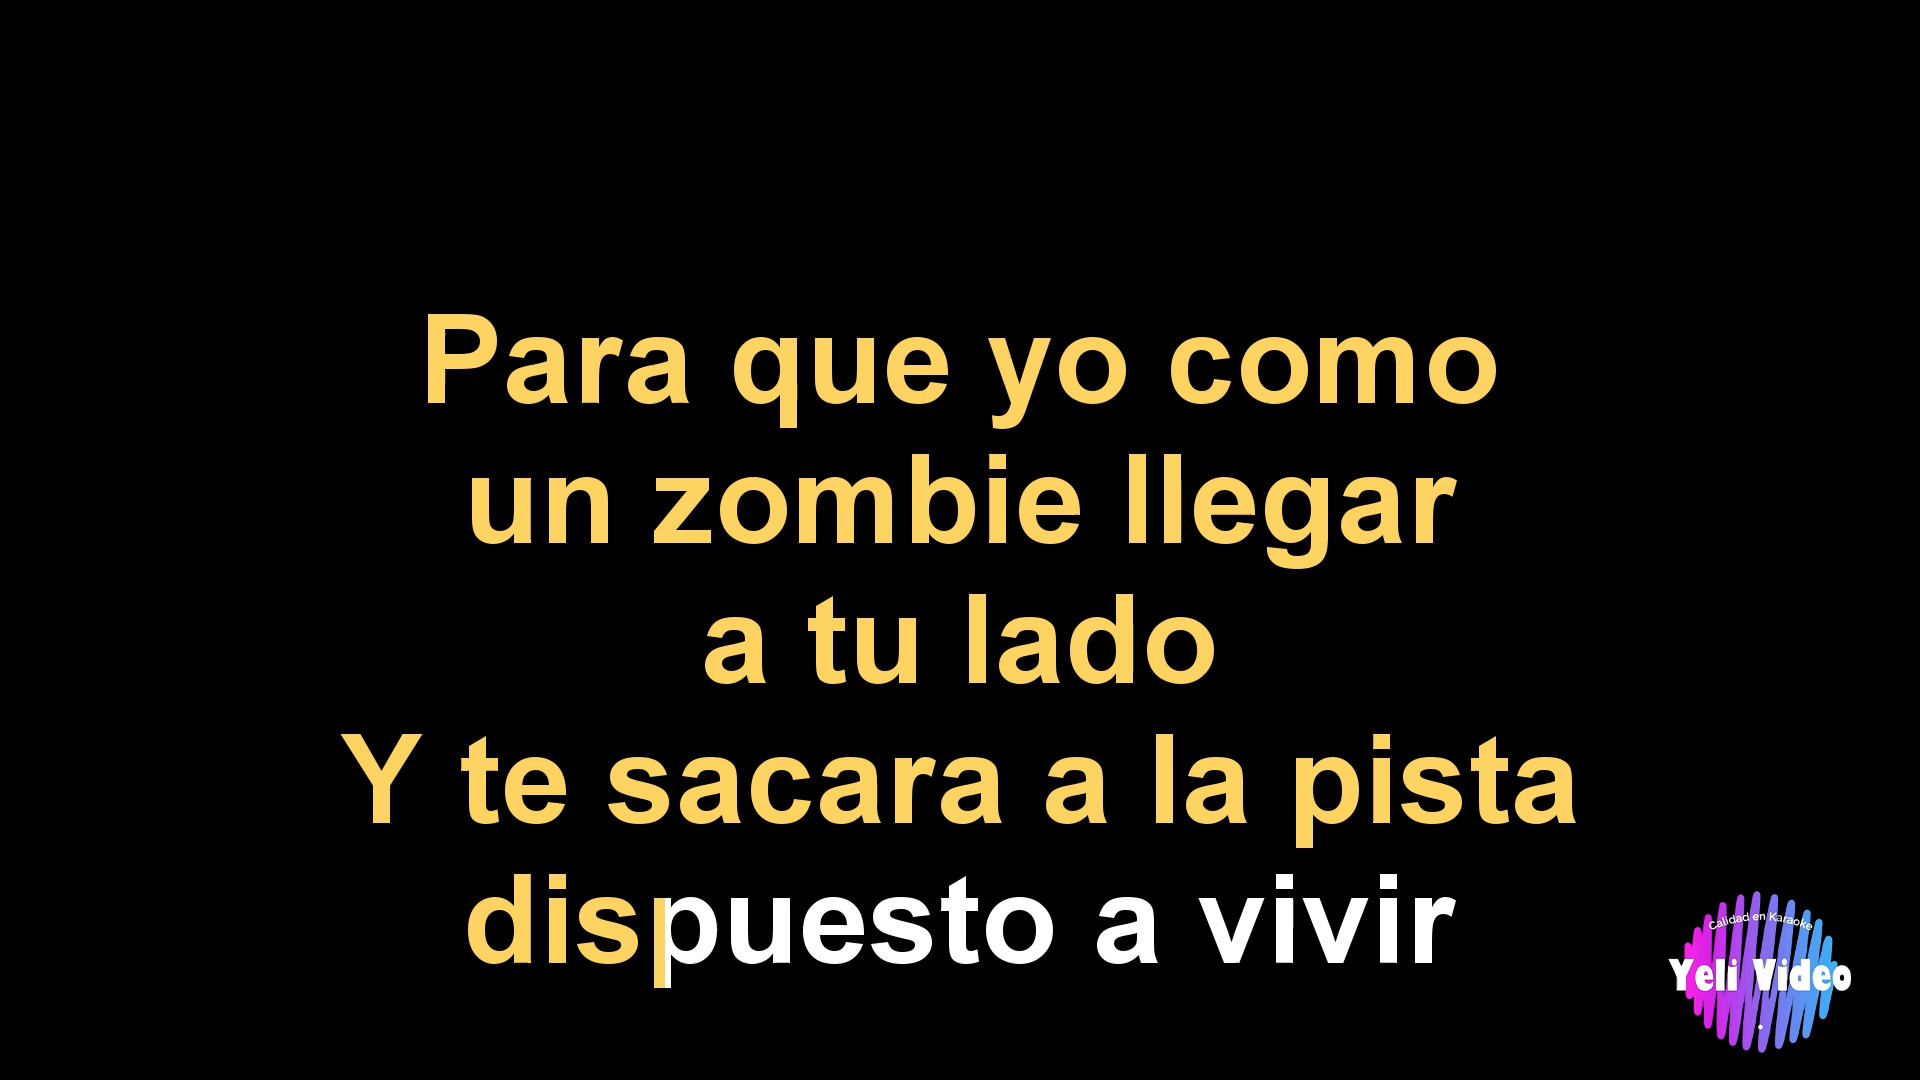 Para que yo como
un zombie llegar
a tu lado
Y te sacara a la pista
dispuesto a vivir
Calidad en Karaoke
Yeli Video